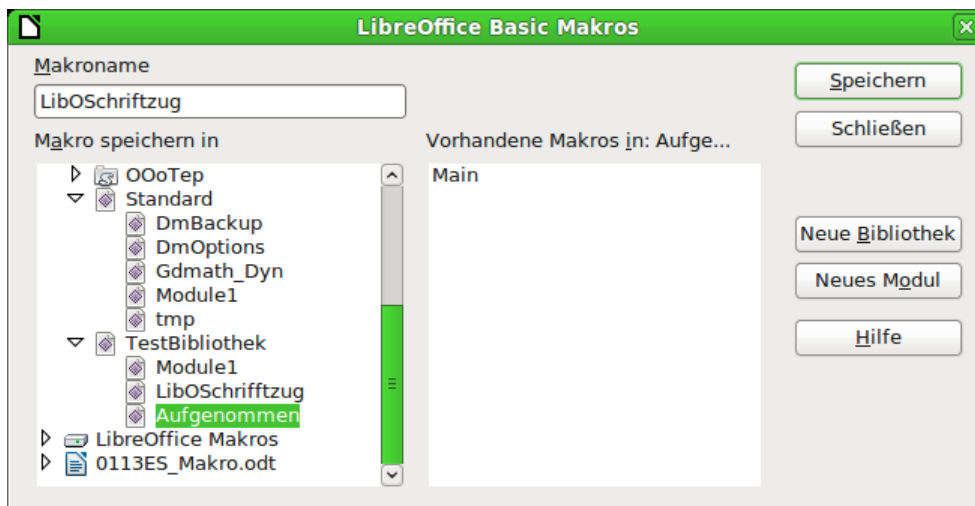 LibreOffice Basic Makros
Makroname
LibOSchriftzug
Makro speichern in
OOoTep
Standard
DmBackup
DmOptions
Gdmath_Dyn
Module1
tmp
TestBibliothek
Module1
LibOSchrifftzug
Aufgenommen
LibreOffice Makros
0113ES_Makro.odt
Vorhandene Makros in: Aufge...
Main
Speichern
Schließen
Neue Bibliothek
Neues Modul
Hilfe